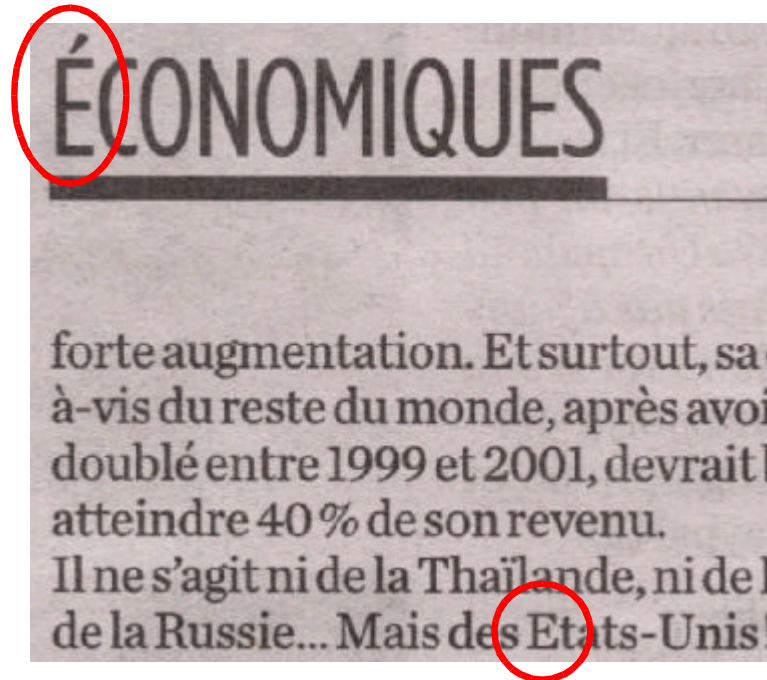 ÉCONOMIQUES
forte augmentation. Et surtout, sa
à-vis du reste du monde, après avoi
doublé entre 1999 et 2001, devrait
atteindre 40 % de son revenu.
Il ne s’agit ni de la Thaïlande, ni de
de la Russie... Mais des Etats-Unis!